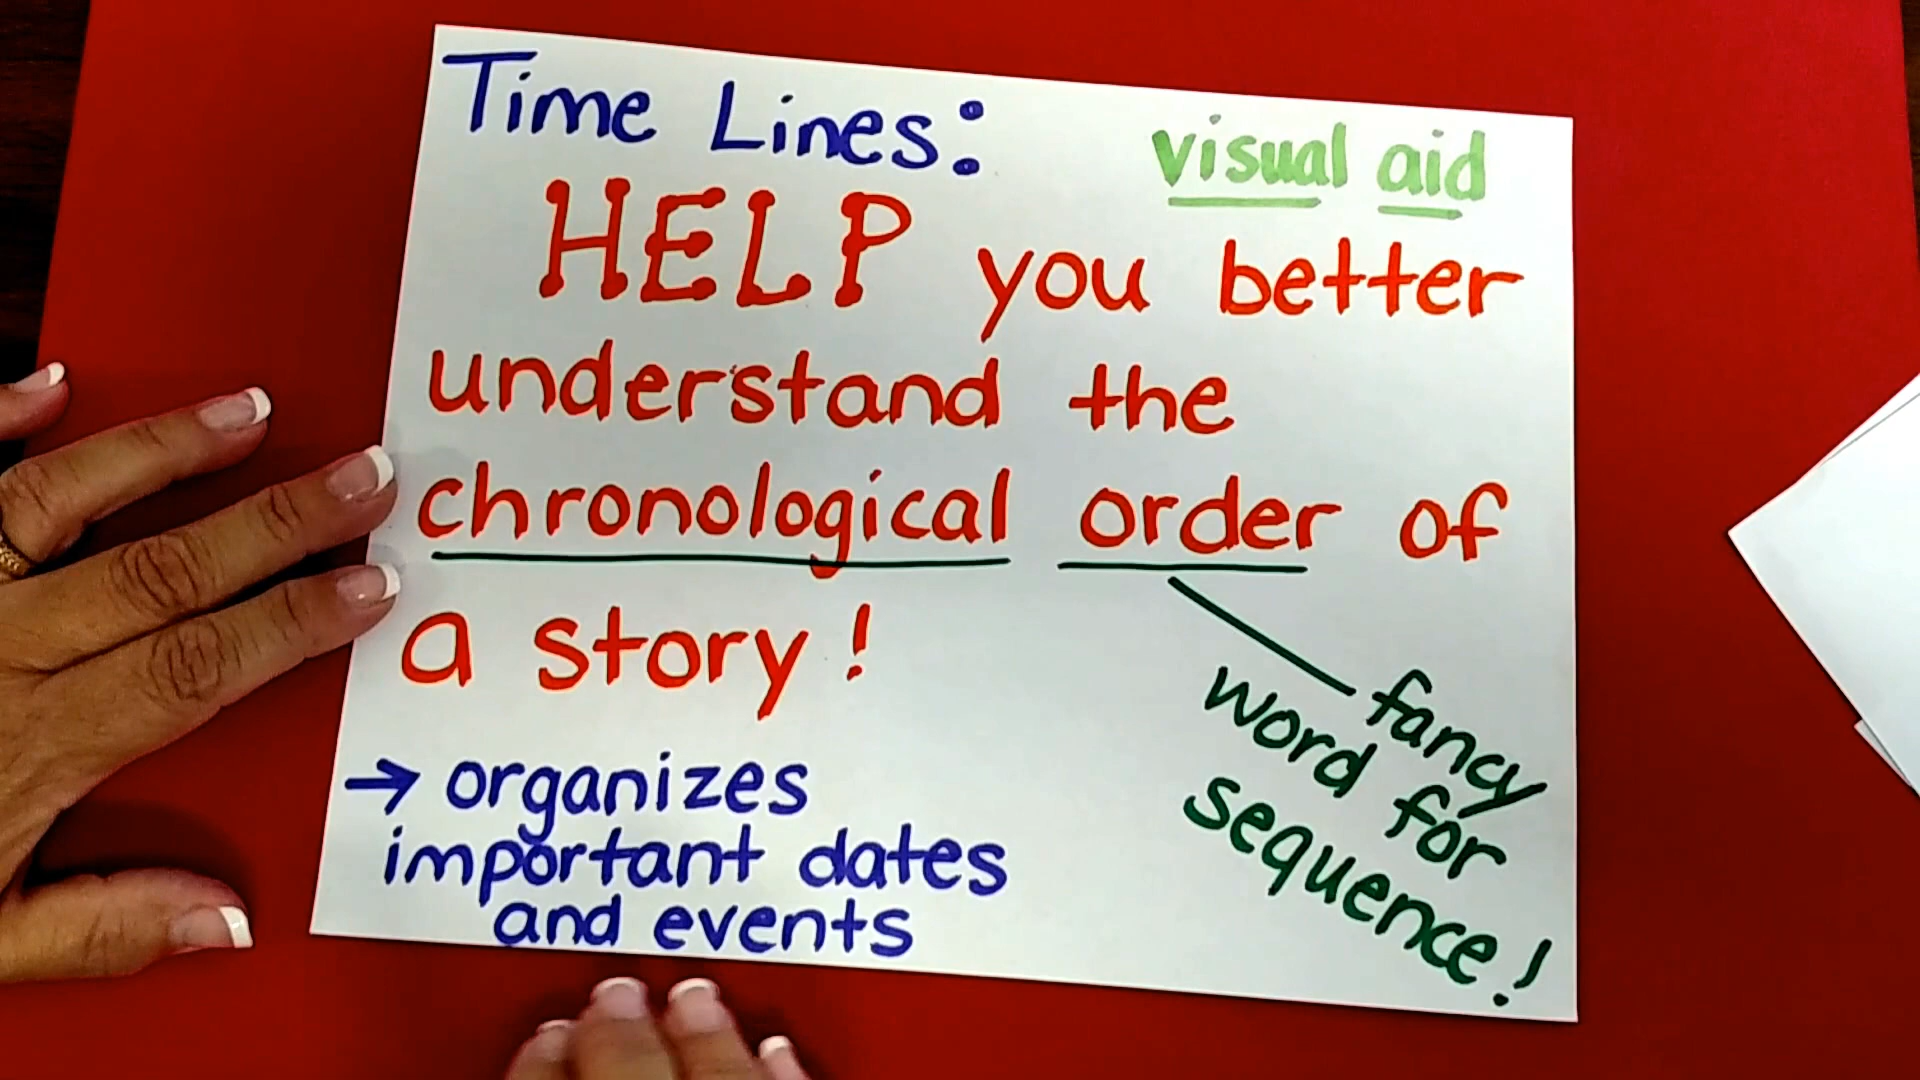 Time Lines:
visual aid
HELP you better
understand the
chronological order of
a story!
fancy
word for
sequence!
→ organizes
important dates
and events